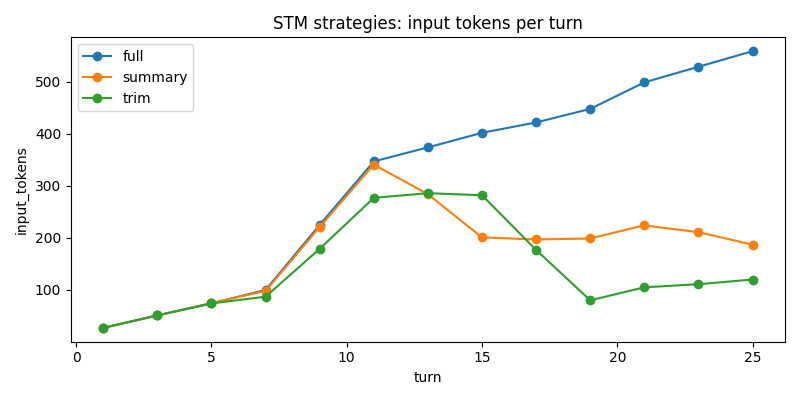 STM strategies: input tokens per turn
full
summary
trim
input_tokens
500
400
300
200
100
0
5
10
15
20
25
turn